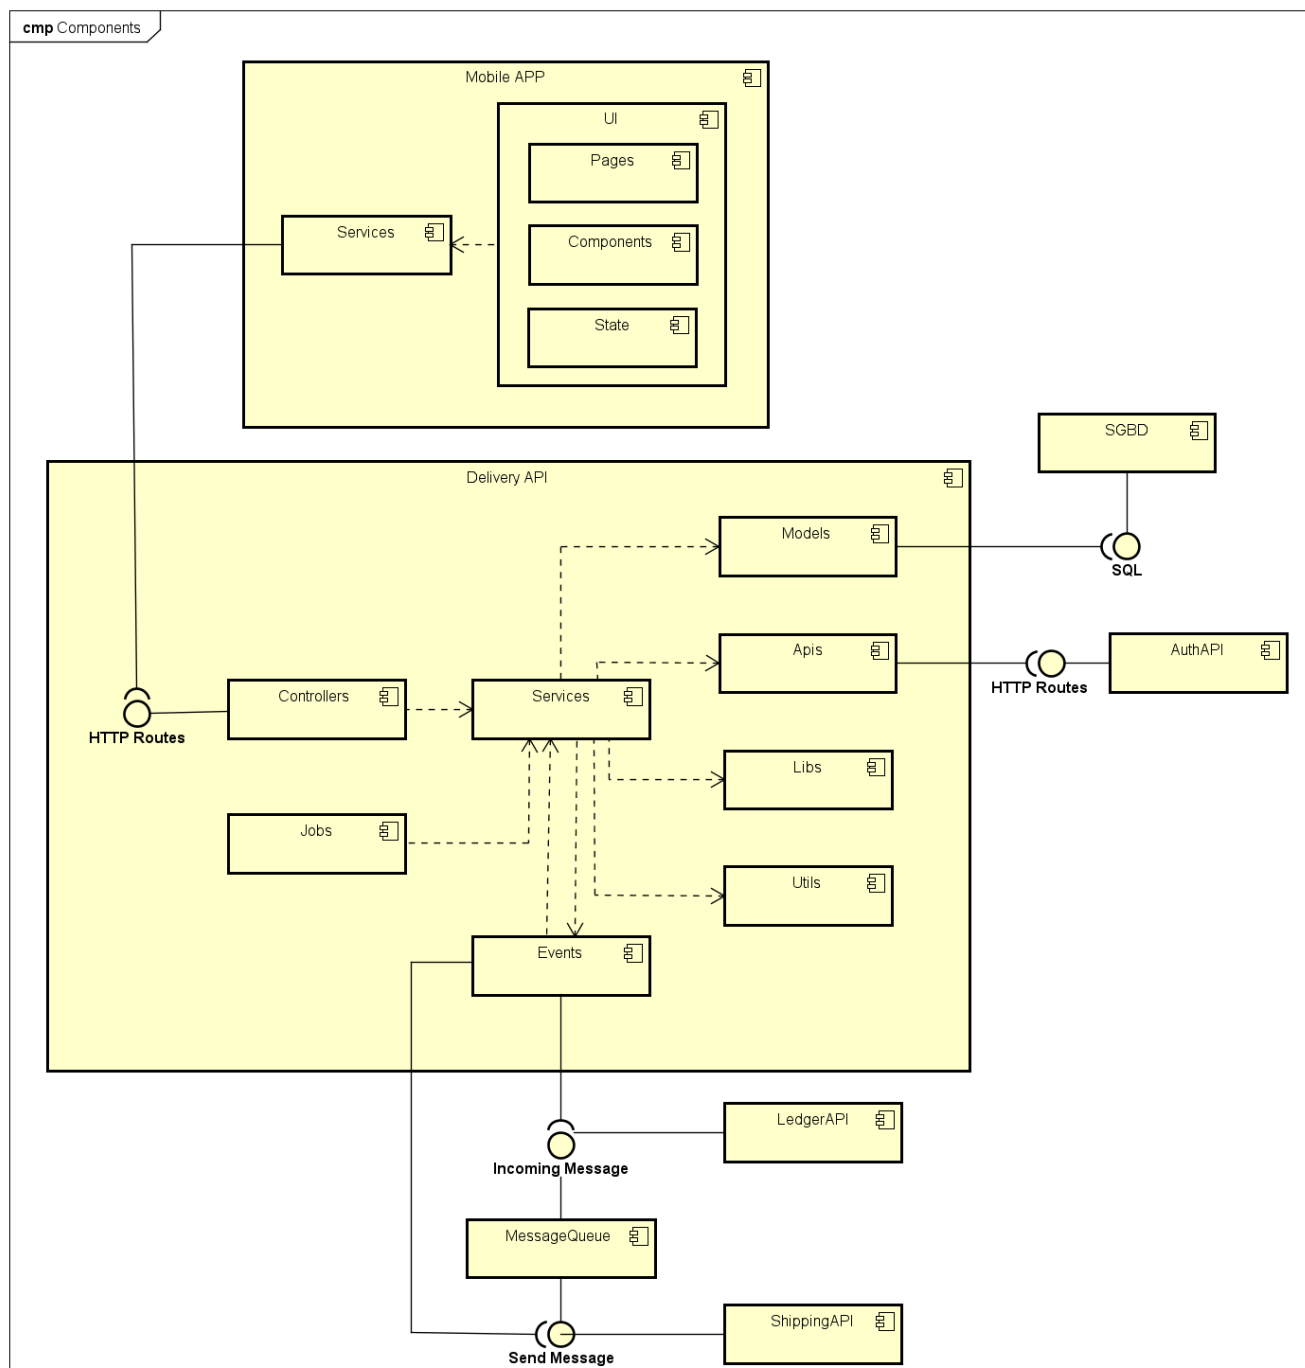 cmp Components
Mobile APP
UI
Pages
Services
Components
State
SGBD
Delivery API
Models
SQL
Apis
AuthAPI
HTTP Routes
Controllers
Services
HTTP Routes
Libs
Jobs
Utils
Events
LedgerAPI
Incoming Message
MessageQueue
ShippingAPI
Send Message